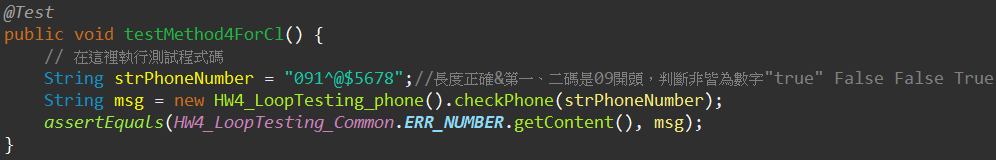 @Test
public void testMethod4ForCl() {
    // 在這裡執行測試程式碼
    String strPhoneNumber = "091^@$5678";//長度正確&第一、二碼是09開頭，判斷非皆為數字"true" False False True
    String msg = new HW4_LoopTesting_phone().checkPhone(strPhoneNumber);
    assertEquals(HW4_LoopTesting_Common.ERR_NUMBER.getContent(), msg);
}